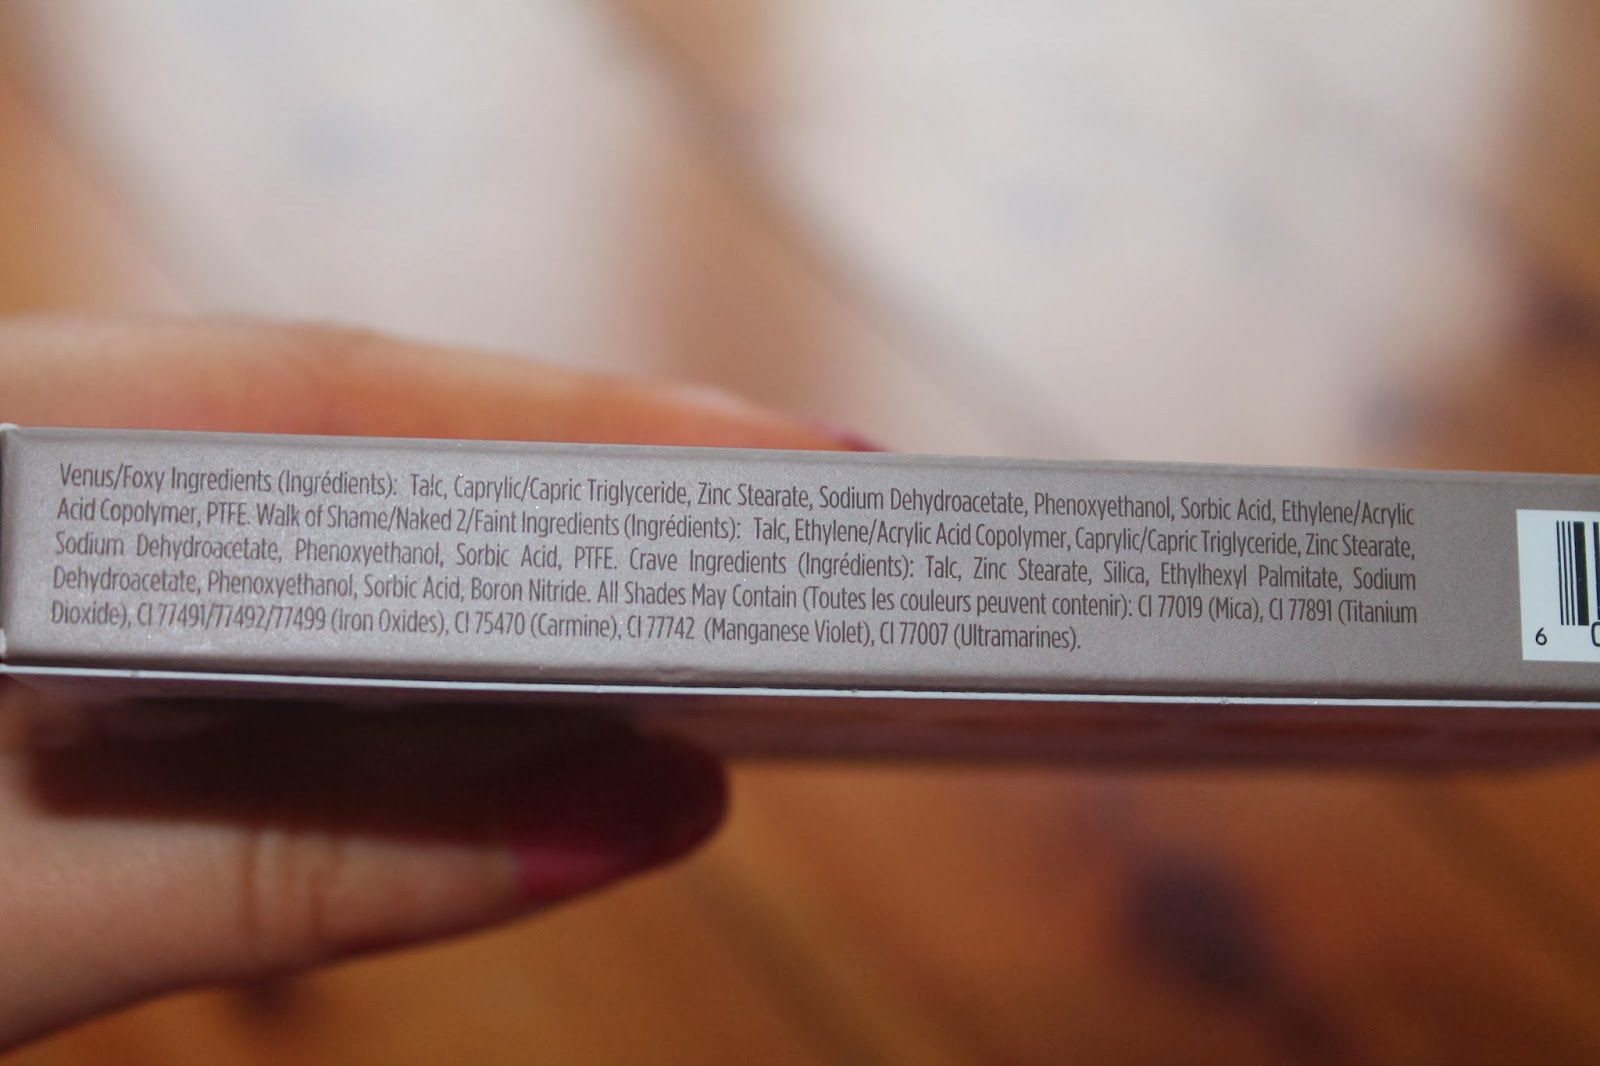 Venus/Foxy Ingredients (Ingrédients): Talc, Caprylic/Capric Triglyceride, Zinc Stearate, Sodium Dehydroacetate, Phenoxyethanol, Sorbic Acid, Ethylene/Acrylic
Acid Copolymer, PTFE. Walk of Shame/Naked 2/Faint Ingredients (Ingrédients): Talc, Ethylene/Acrylic Acid Copolymer, Caprylic/Capric Triglyceride, Zinc Stearate,
Sodium Dehydroacetate, Phenoxyethanol, Sorbic Acid, PTFE. Crave Ingredients (Ingrédients): Talc, Zinc Stearate, Silica, Ethylhexyl Palmitate, Sodium
Dehydroacetate, Phenoxyethanol, Sorbic Acid, Boron Nitride. All Shades May Contain (Toutes les couleurs peuvent contenir): CI 77019 (Mica), CI 77891 (Titanium
Dioxide), CI 77491/77492/77499 (Iron Oxides), CI 75470 (Carmine), CI 77742 (Manganese Violet), CI 77007 (Ultramarines).
6